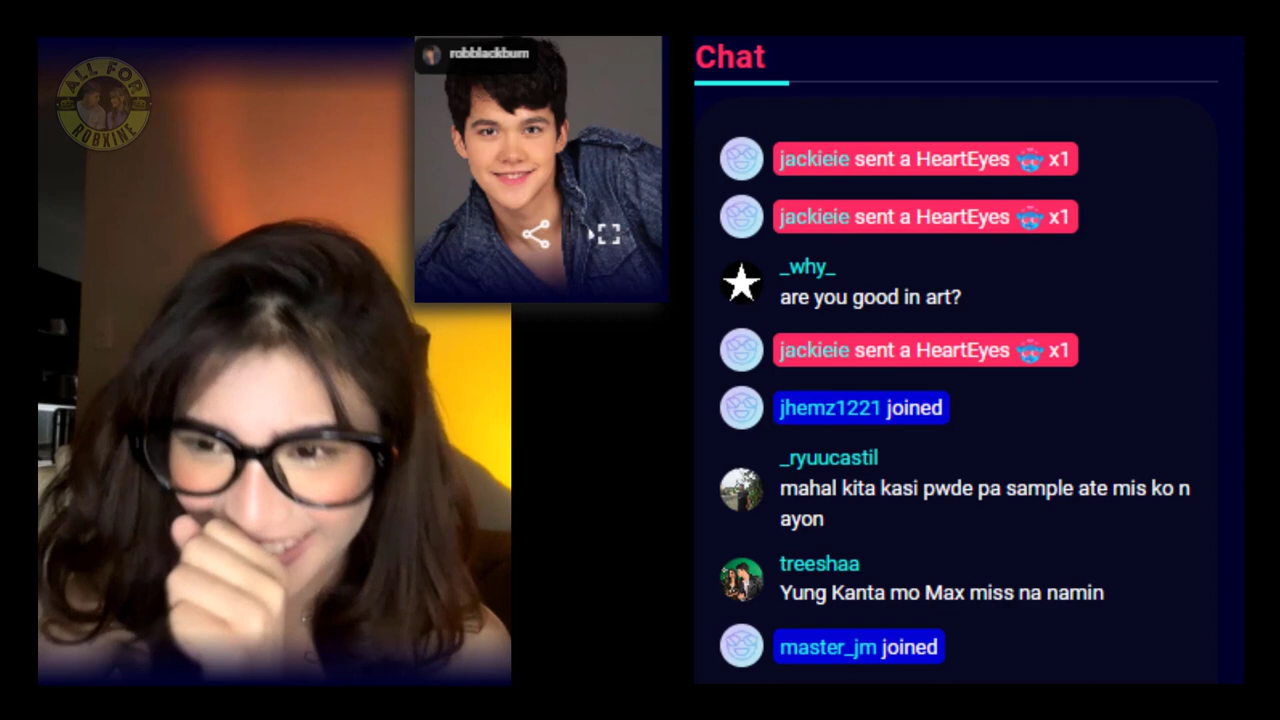 ALL FOR
ROBXINE
robblackburn
Chat
jackieie sent a HeartEyes x1
jackieie sent a HeartEyes x1
_why_
are you good in art?
jackieie sent a HeartEyes x1
jhemz1221 joined
_ryuucastil
mahal kita kasi pwde pa sample ate mis ko n
ayon
treeshaa
Yung Kanta mo Max miss na namin
master_jm joined